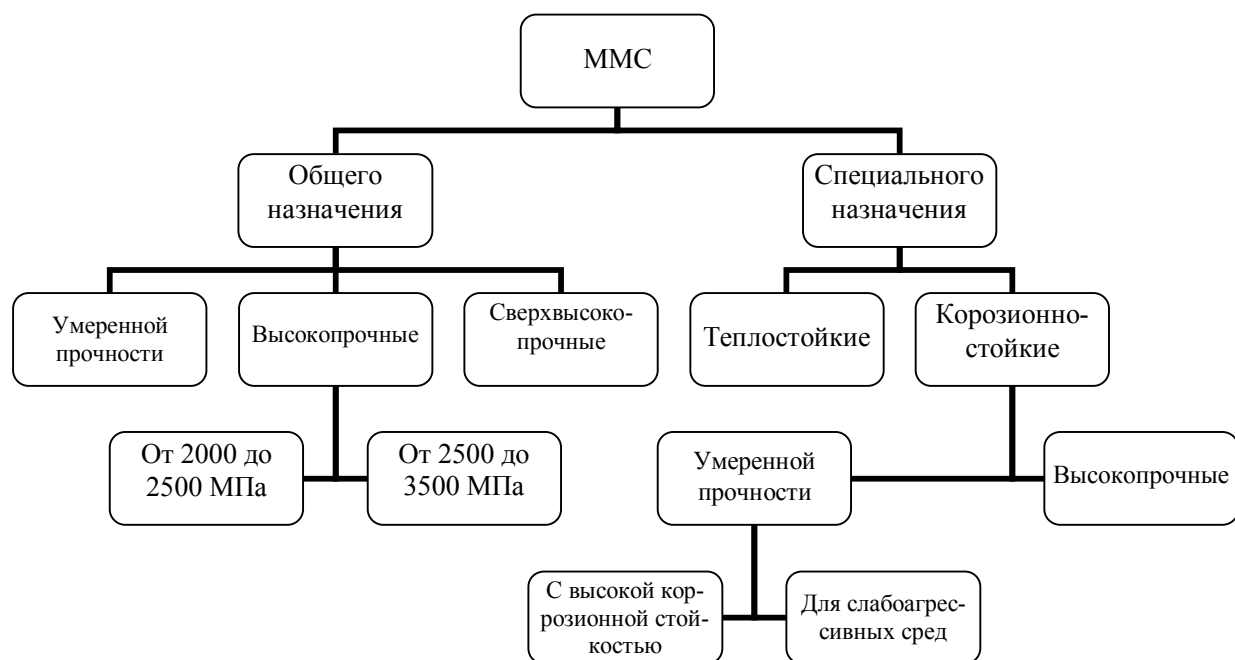 ММС
Общего
назначения
Специального
назначения
Умеренной
прочности
Высокопрочные
Сверхвысоко-
прочные
Теплостойкие
Корозионно-
стойкие
От 2000 до
2500 МПа
От 2500 до
3500 МПа
Умеренной
прочности
Высокопрочные
С высокой кор-
розионной стой-
костью
Для слабоагрес-
сивных сред